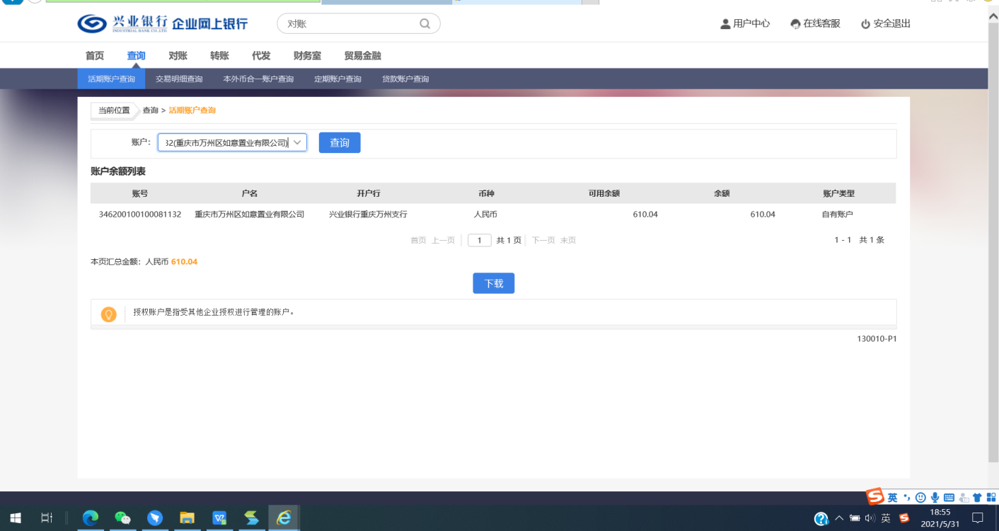 兴业银行 企业网上银行
INDUSTRIAL BANK CO.,LTD.
对账
用户中心 在线客服 安全退出
首页 查询 对账 转账 代发 财务室 贸易金融
活期账户查询 交易明细查询 本外币合一账户查询 定期账户查询 贷款账户查询
当前位置 查询 > 活期账户查询
账户: 32(重庆市万州区如意置业有限公司) 查询
账户余额列表
账号 户名 开户行 币种 可用余额 余额 账户类型
346200100100081132 重庆市万州区如意置业有限公司 兴业银行重庆万州支行 人民币 610.04 610.04 自有账户
首页 上一页 1 共 1 页 下一页 末页 1 - 1 共 1 条
本页汇总金额: 人民币 610.04
下载
授权账户是指受其他企业授权进行管理的账户。
130010-P1
英
英 18:55
2021/5/31